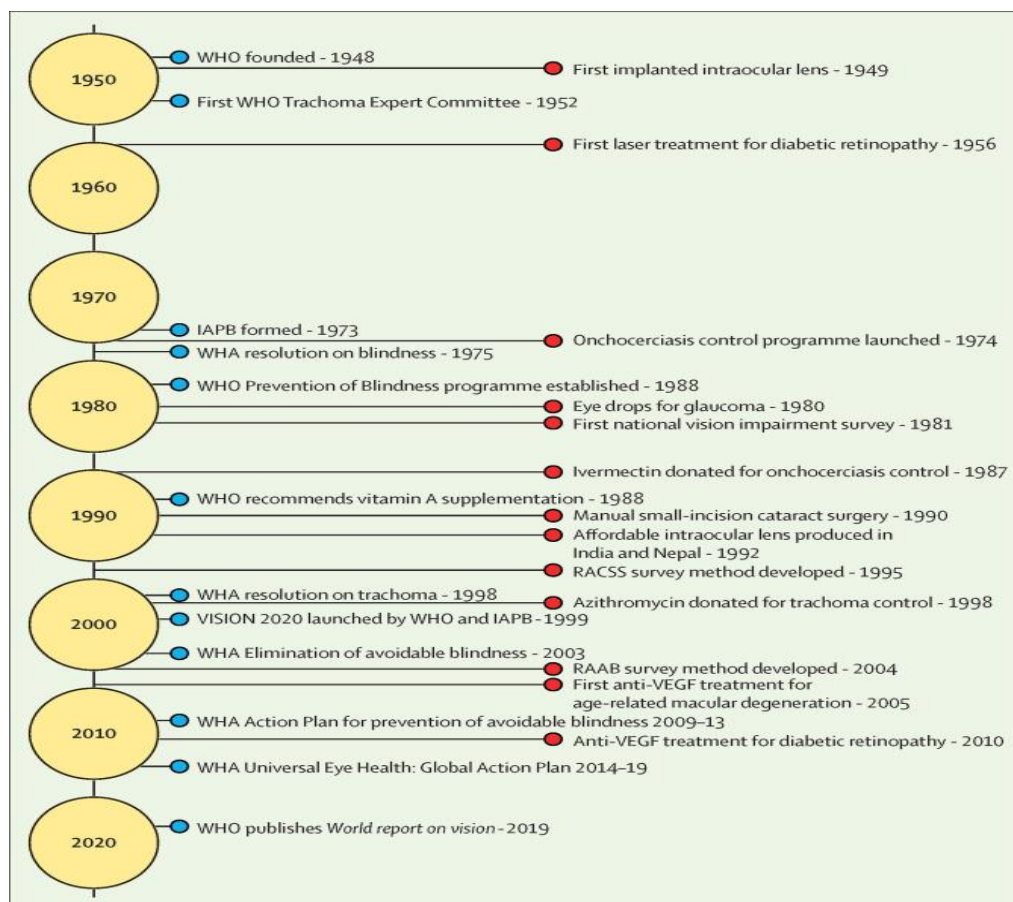 1950
WHO founded - 1948
First implanted intraocular lens - 1949
First WHO Trachoma Expert Committee - 1952
First laser treatment for diabetic retinopathy - 1956
1960
1970
IAPB formed - 1973
Onchocerciasis control programme launched - 1974
WHA resolution on blindness - 1975
WHO Prevention of Blindness programme established - 1988
1980
Eye drops for glaucoma - 1980
First national vision impairment survey - 1981
Ivermectin donated for onchocerciasis control - 1987
WHO recommends vitamin A supplementation - 1988
1990
Manual small-incision cataract surgery - 1990
Affordable intraocular lens produced in
India and Nepal - 1992
RACSS survey method developed - 1995
WHA resolution on trachoma - 1998
Azithromycin donated for trachoma control - 1998
2000
VISION 2020 launched by WHO and IAPB - 1999
WHA Elimination of avoidable blindness - 2003
RAAB survey method developed - 2004
First anti-VEGF treatment for
age-related macular degeneration - 2005
WHA Action Plan for prevention of avoidable blindness 2009–13
2010
Anti-VEGF treatment for diabetic retinopathy - 2010
WHA Universal Eye Health: Global Action Plan 2014–19
WHO publishes World report on vision - 2019
2020